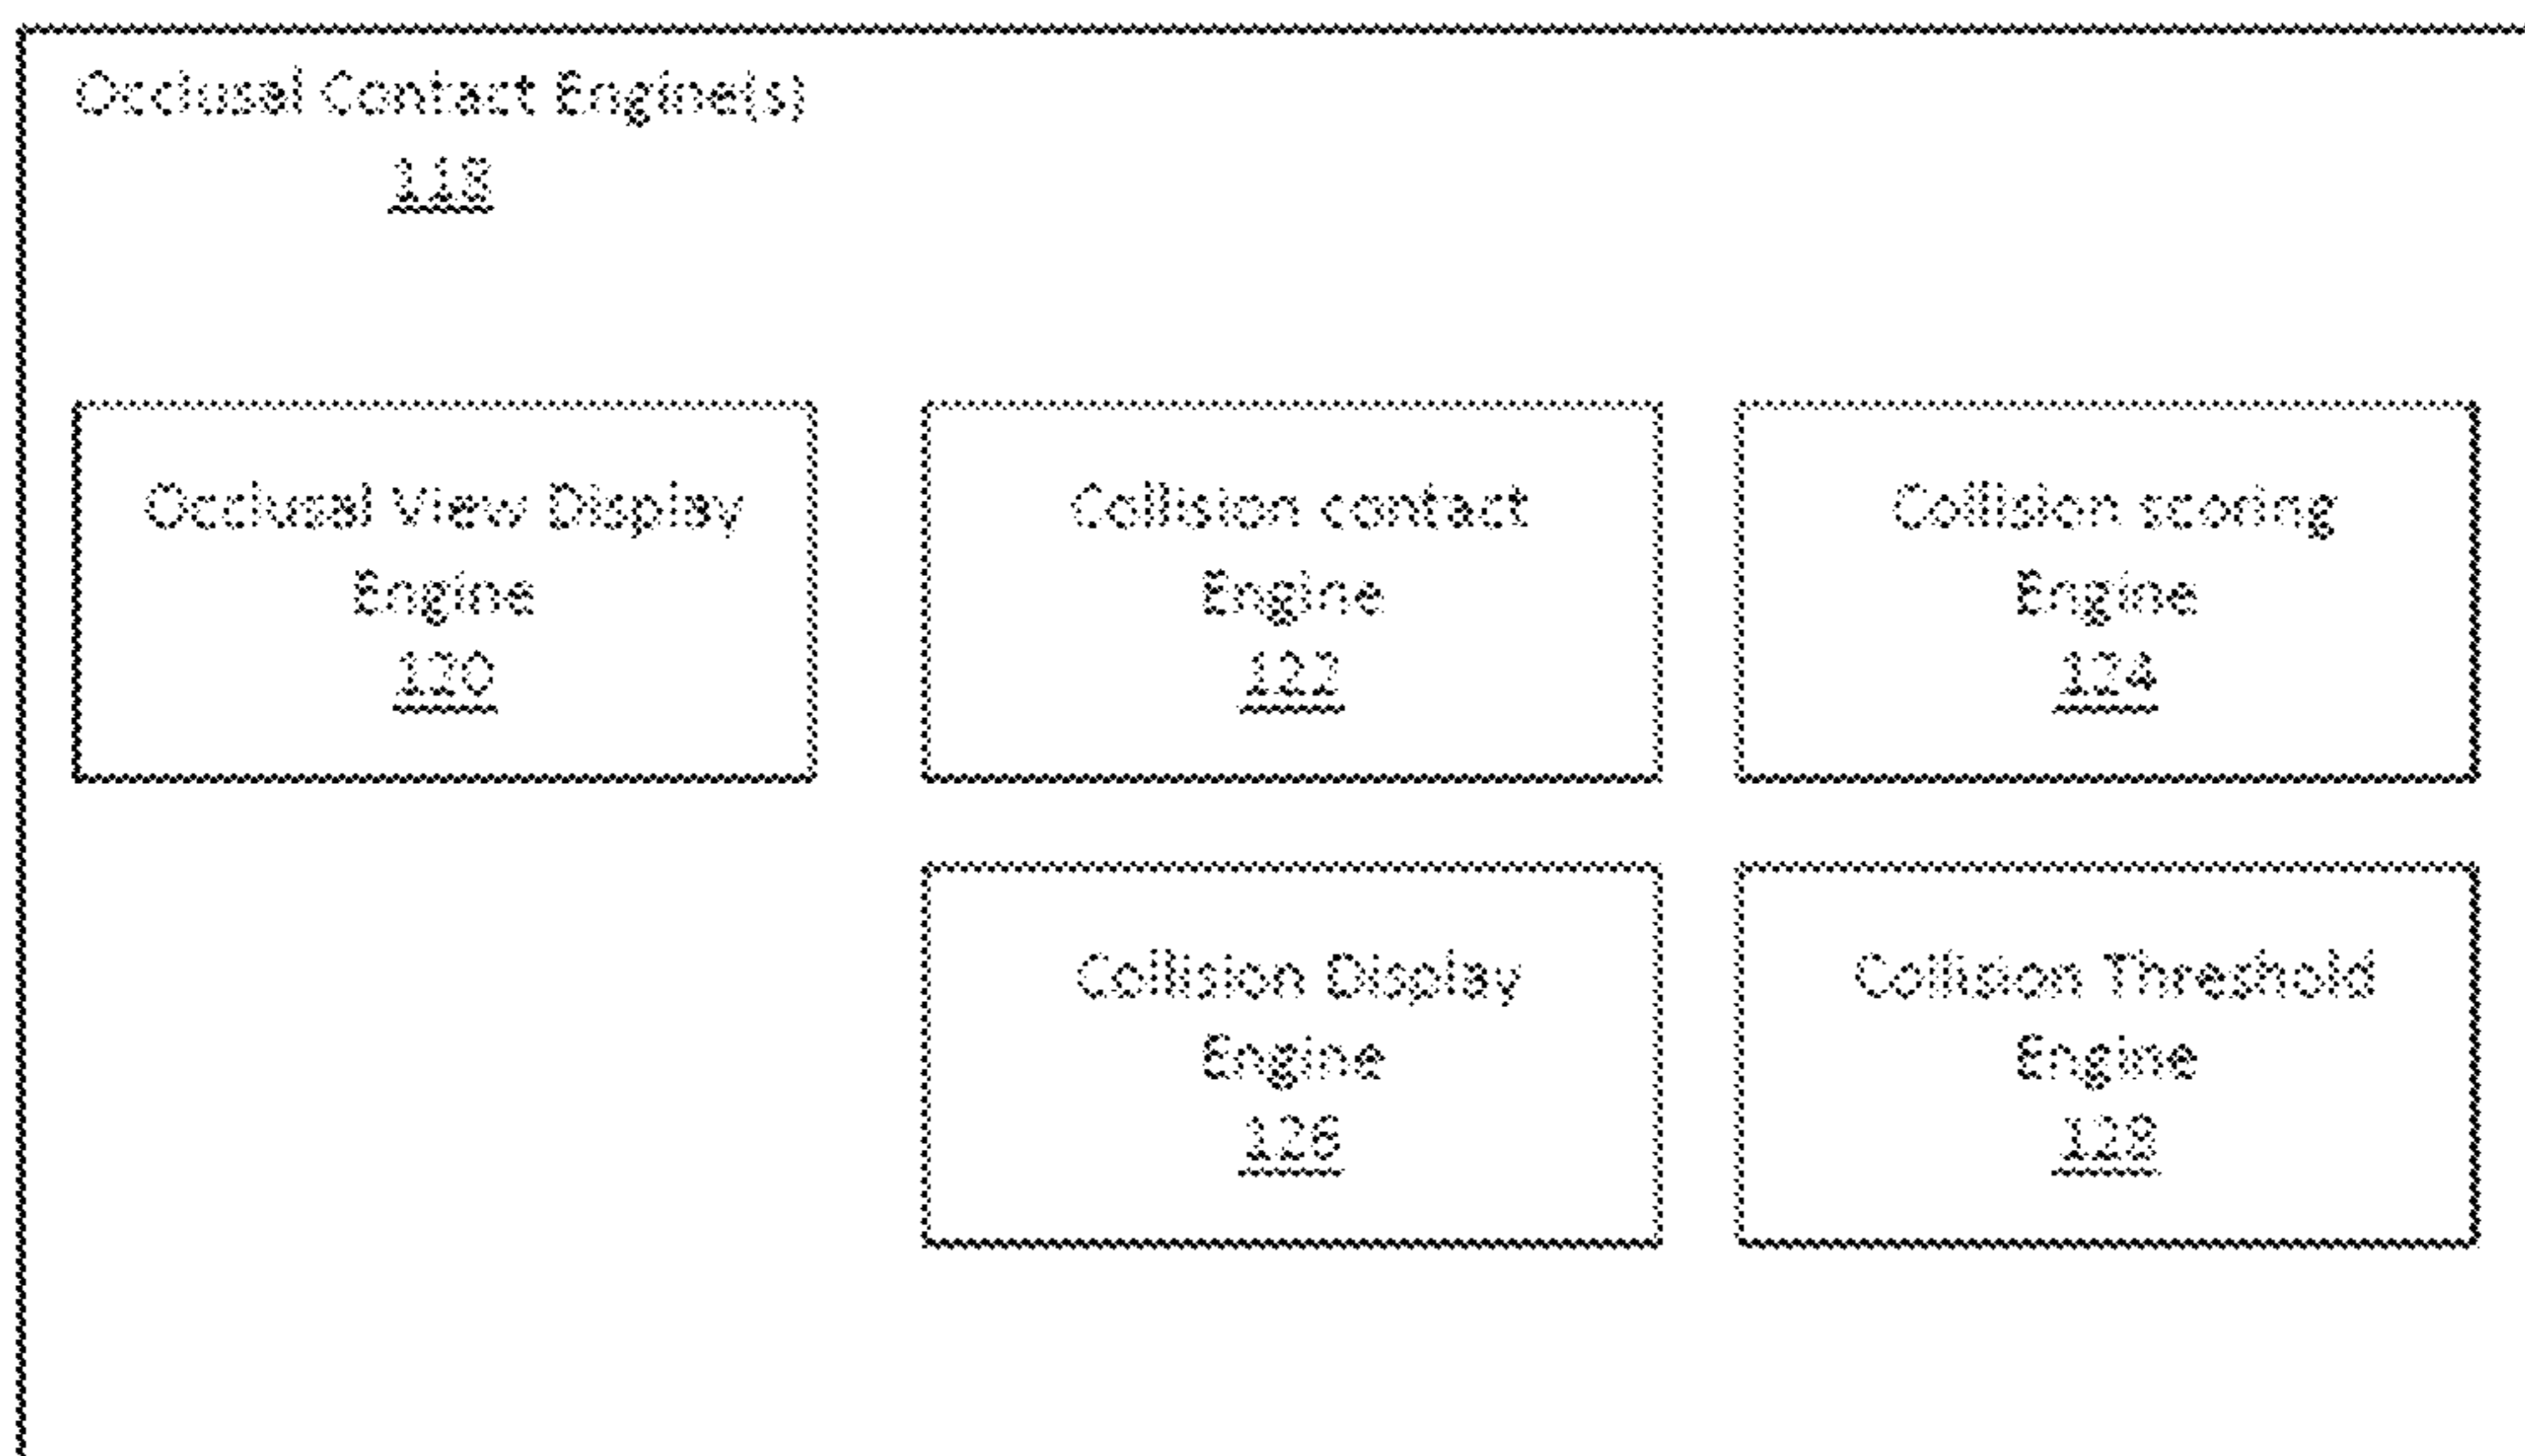 Occlusal Contact Engine(s)
118
Occlusal View Display
Engine
120
Collision contact
Engine
122
Collision scoring
Engine
124
Collision Display
Engine
126
Collision Threshold
Engine
128